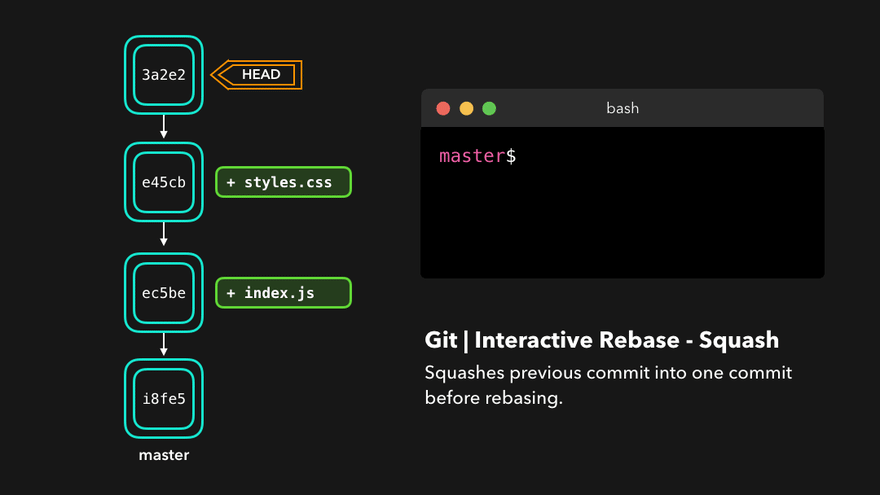 3a2e2
HEAD
e45cb
+ styles.css
ec5be
+ index.js
i8fe5
master
bash
master$
Git | Interactive Rebase - Squash
Squashes previous commit into one commit
before rebasing.